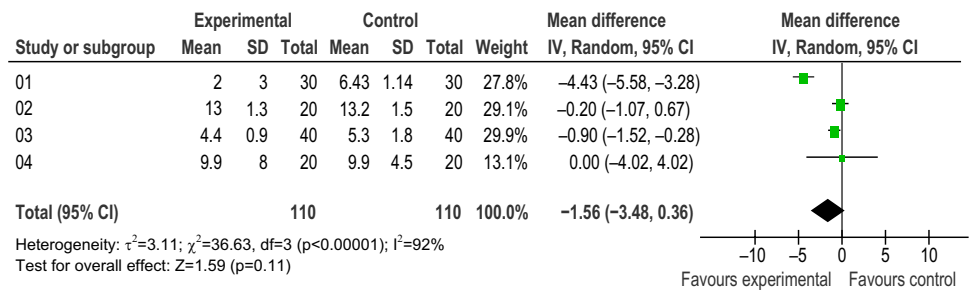 Experimental Control Mean difference Mean difference
Study or subgroup Mean SD Total Mean SD Total Weight IV, Random, 95% CI IV, Random, 95% CI
01 2 3 30 6.43 1.14 30 27.8% −4.43 (−5.58, −3.28)
02 13 1.3 20 13.2 1.5 20 29.1% −0.20 (−1.07, 0.67)
03 4.4 0.9 40 5.3 1.8 40 29.9% −0.90 (−1.52, −0.28)
04 9.9 8 20 9.9 4.5 20 13.1% 0.00 (−4.02, 4.02)
Total (95% CI) 110 110 100.0% −1.56 (−3.48, 0.36)
Heterogeneity: τ²=3.11; χ²=36.63, df=3 (p<0.00001); I²=92%
Test for overall effect: Z=1.59 (p=0.11)
−10 −5 0 5 10
Favours experimental Favours control